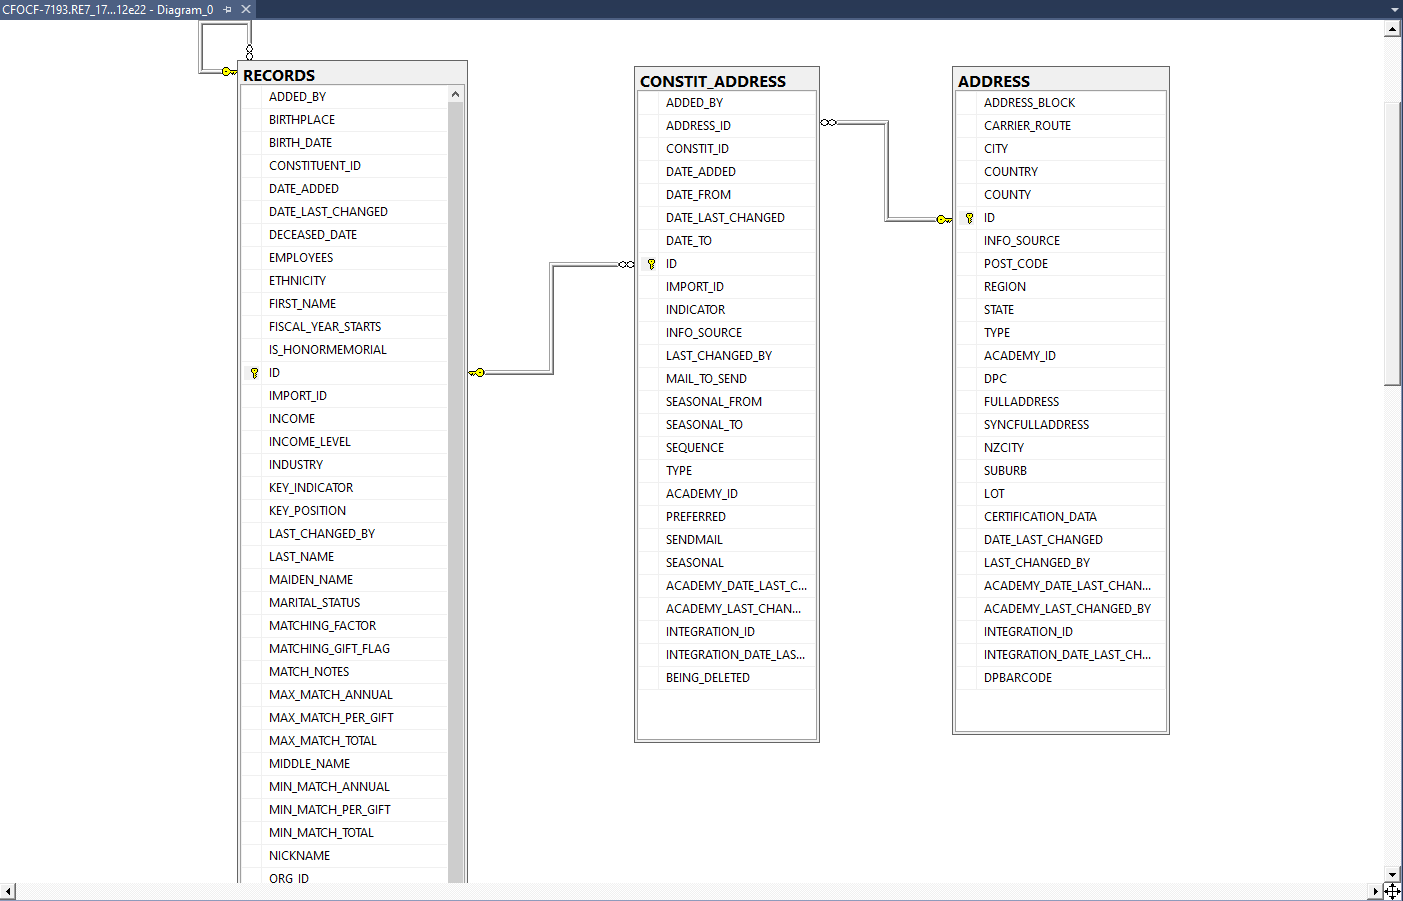 CFOCF-7193.RE7_17...12e22 - Diagram_0
RECORDS
ADDED_BY
BIRTHPLACE
BIRTH_DATE
CONSTITUENT_ID
DATE_ADDED
DATE_LAST_CHANGED
DECEASED_DATE
EMPLOYEES
ETHNICITY
FIRST_NAME
FISCAL_YEAR_STARTS
IS_HONORMEMORIAL
ID
IMPORT_ID
INCOME
INCOME_LEVEL
INDUSTRY
KEY_INDICATOR
KEY_POSITION
LAST_CHANGED_BY
LAST_NAME
MAIDEN_NAME
MARITAL_STATUS
MATCHING_FACTOR
MATCHING_GIFT_FLAG
MATCH_NOTES
MAX_MATCH_ANNUAL
MAX_MATCH_PER_GIFT
MAX_MATCH_TOTAL
MIDDLE_NAME
MIN_MATCH_ANNUAL
MIN_MATCH_PER_GIFT
MIN_MATCH_TOTAL
NICKNAME
ORG_ID
CONSTIT_ADDRESS
ADDED_BY
ADDRESS_ID
CONSTIT_ID
DATE_ADDED
DATE_FROM
DATE_LAST_CHANGED
DATE_TO
ID
IMPORT_ID
INDICATOR
INFO_SOURCE
LAST_CHANGED_BY
MAIL_TO_SEND
SEASONAL_FROM
SEASONAL_TO
SEQUENCE
TYPE
ACADEMY_ID
PREFERRED
SENDMAIL
SEASONAL
ACADEMY_DATE_LAST_C...
ACADEMY_LAST_CHAN...
INTEGRATION_ID
INTEGRATION_DATE_LAS...
BEING_DELETED
ADDRESS
ADDRESS_BLOCK
CARRIER_ROUTE
CITY
COUNTRY
COUNTY
ID
INFO_SOURCE
POST_CODE
REGION
STATE
TYPE
ACADEMY_ID
DPC
FULLADDRESS
SYNCFULLADDRESS
NZCITY
SUBURB
LOT
CERTIFICATION_DATA
DATE_LAST_CHANGED
LAST_CHANGED_BY
ACADEMY_DATE_LAST_CHAN...
ACADEMY_LAST_CHANGED_BY
INTEGRATION_ID
INTEGRATION_DATE_LAST_CH...
DPBARCODE